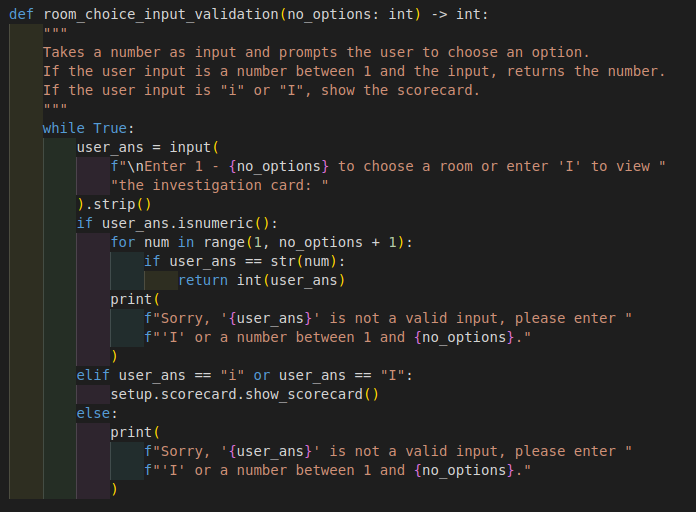 def room_choice_input_validation(no_options: int) -> int:
    """
    Takes a number as input and prompts the user to choose an option.
    If the user input is a number between 1 and the input, returns the number.
    If the user input is "i" or "I", show the scorecard.
    """
    while True:
        user_ans = input(
            f"\nEnter 1 - {no_options} to choose a room or enter 'I' to view "
            "the investigation card: "
        ).strip()
        if user_ans.isnumeric():
            for num in range(1, no_options + 1):
                if user_ans == str(num):
                    return int(user_ans)
            print(
                f"Sorry, '{user_ans}' is not a valid input, please enter "
                f"'I' or a number between 1 and {no_options}."
            )
        elif user_ans == "i" or user_ans == "I":
            setup.scorecard.show_scorecard()
        else:
            print(
                f"Sorry, '{user_ans}' is not a valid input, please enter "
                f"'I' or a number between 1 and {no_options}."
            )